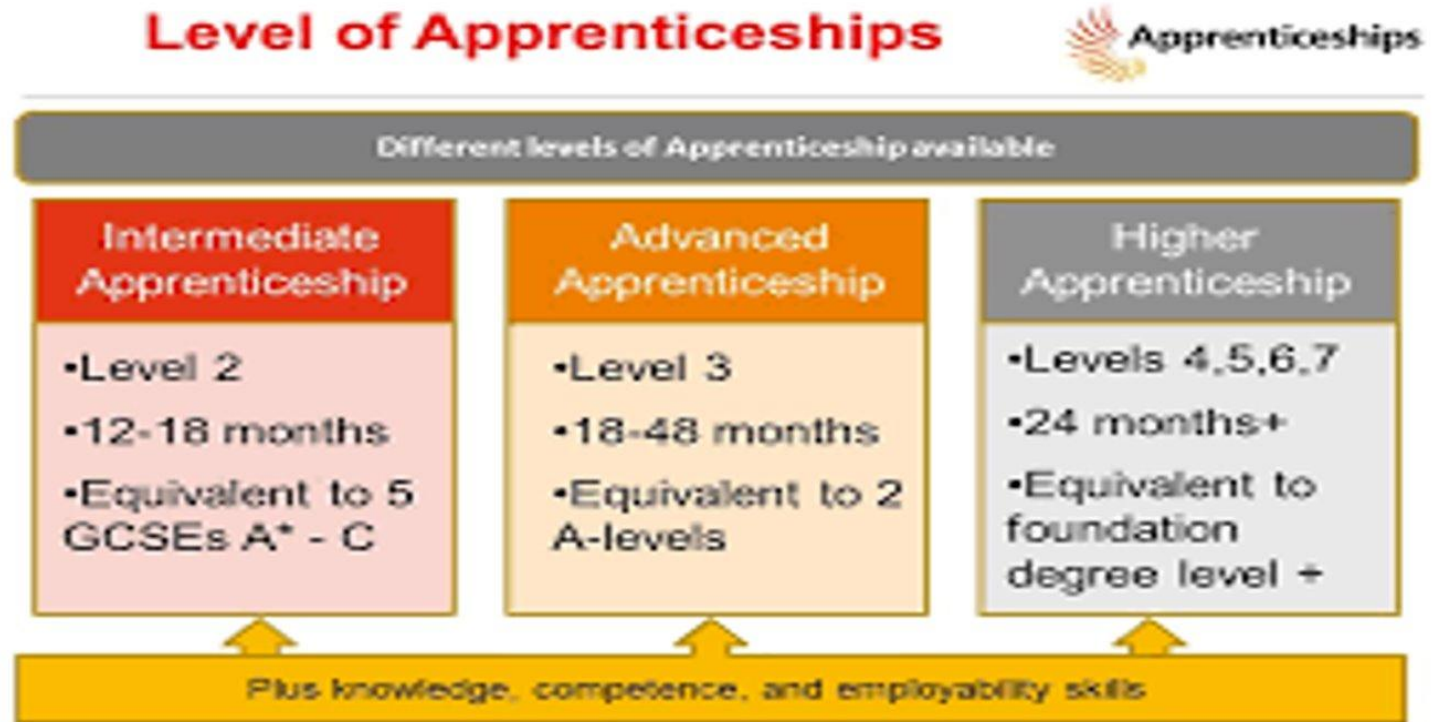 Level of Apprenticeships
Apprenticeships
Different levels of Apprenticeship available
Intermediate
Apprenticeship
•Level 2
•12-18 months
•Equivalent to 5
GCSEs A* - C
Advanced
Apprenticeship
•Level 3
•18-48 months
•Equivalent to 2
A-levels
Higher
Apprenticeship
•Levels 4,5,6,7
•24 months+
•Equivalent to
foundation
degree level +
Plus knowledge, competence, and employability skills